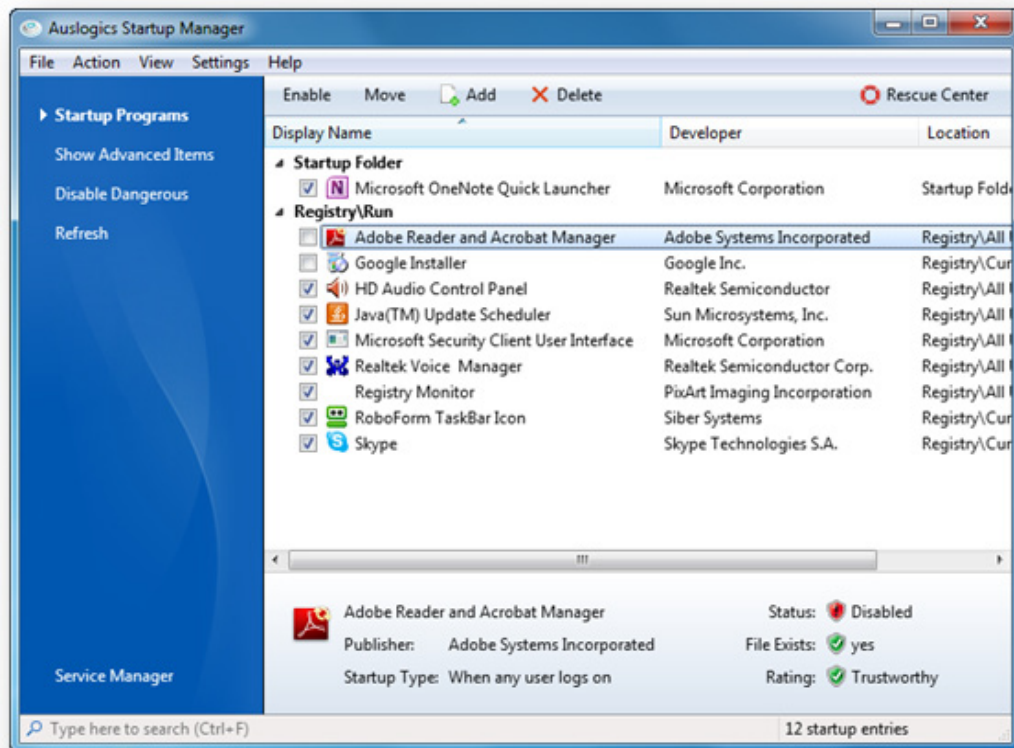 Auslogics Startup Manager
File Action View Settings Help
Startup Programs
Show Advanced Items
Disable Dangerous
Refresh
Service Manager
Enable Move Add Delete Rescue Center
Display Name Developer Location
Startup Folder
Microsoft OneNote Quick Launcher Microsoft Corporation Startup Folde
Registry\Run
Adobe Reader and Acrobat Manager Adobe Systems Incorporated Registry\All
Google Installer Google Inc. Registry\Cur
HD Audio Control Panel Realtek Semiconductor Registry\All
Java(TM) Update Scheduler Sun Microsystems, Inc. Registry\All
Microsoft Security Client User Interface Microsoft Corporation Registry\All
Realtek Voice Manager Realtek Semiconductor Corp. Registry\All
Registry Monitor PixArt Imaging Incorporation Registry\All
RoboForm TaskBar Icon Siber Systems Registry\Cur
Skype Skype Technologies S.A. Registry\Cur
Adobe Reader and Acrobat Manager Status: Disabled
Publisher: Adobe Systems Incorporated File Exists: yes
Startup Type: When any user logs on Rating: Trustworthy
Type here to search (Ctrl+F) 12 startup entries